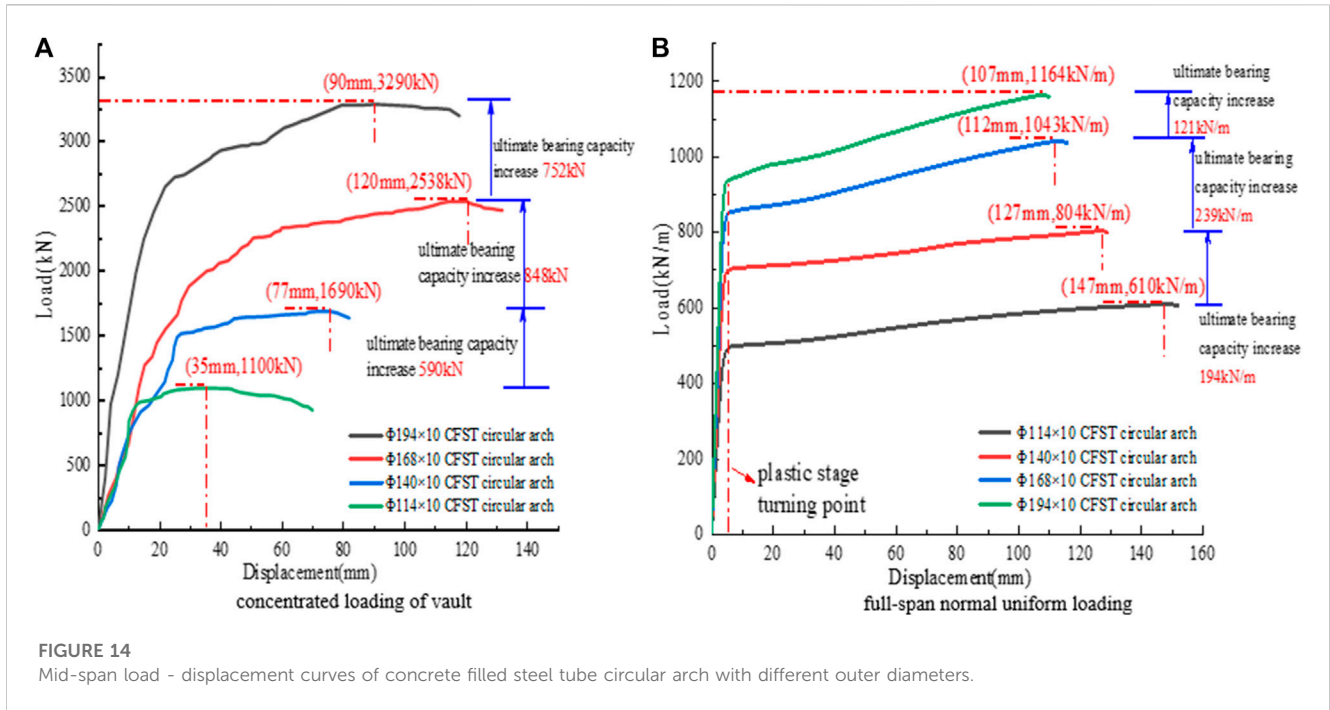 A
3500
3000
2500
2000
1500
1000
500
0
Load(kN)
(90mm,3290kN)
ultimate bearing capacity
increase 752kN
(120mm,2538kN)
ultimate bearing
capacity increase 848kN
(77mm,1690kN)
ultimate bearing capacity
increase 590kN
(35mm,1100kN)
Φ194×10 CFST circular arch
Φ168×10 CFST circular arch
Φ140×10 CFST circular arch
Φ114×10 CFST circular arch
0 20 40 60 80 100 120 140
Displacement(mm)
concentrated loading of vault
B
1200
1000
800
600
400
200
0
Load(kN/m)
(107mm,1164kN/m)
ultimate bearing
capacity increase
121kN/m
(112mm,1043kN/m)
ultimate bearing
capacity increase
239kN/m
(127mm,804kN/m)
(147mm,610kN/m)
ultimate bearing
capacity increase
194kN/m
Φ114×10 CFST circular arch
Φ140×10 CFST circular arch
Φ168×10 CFST circular arch
Φ194×10 CFST circular arch
plastic stage
turning point
0 20 40 60 80 100 120 140 160
Displacement(mm)
full-span normal uniform loading
FIGURE 14
Mid-span load - displacement curves of concrete filled steel tube circular arch with different outer diameters.